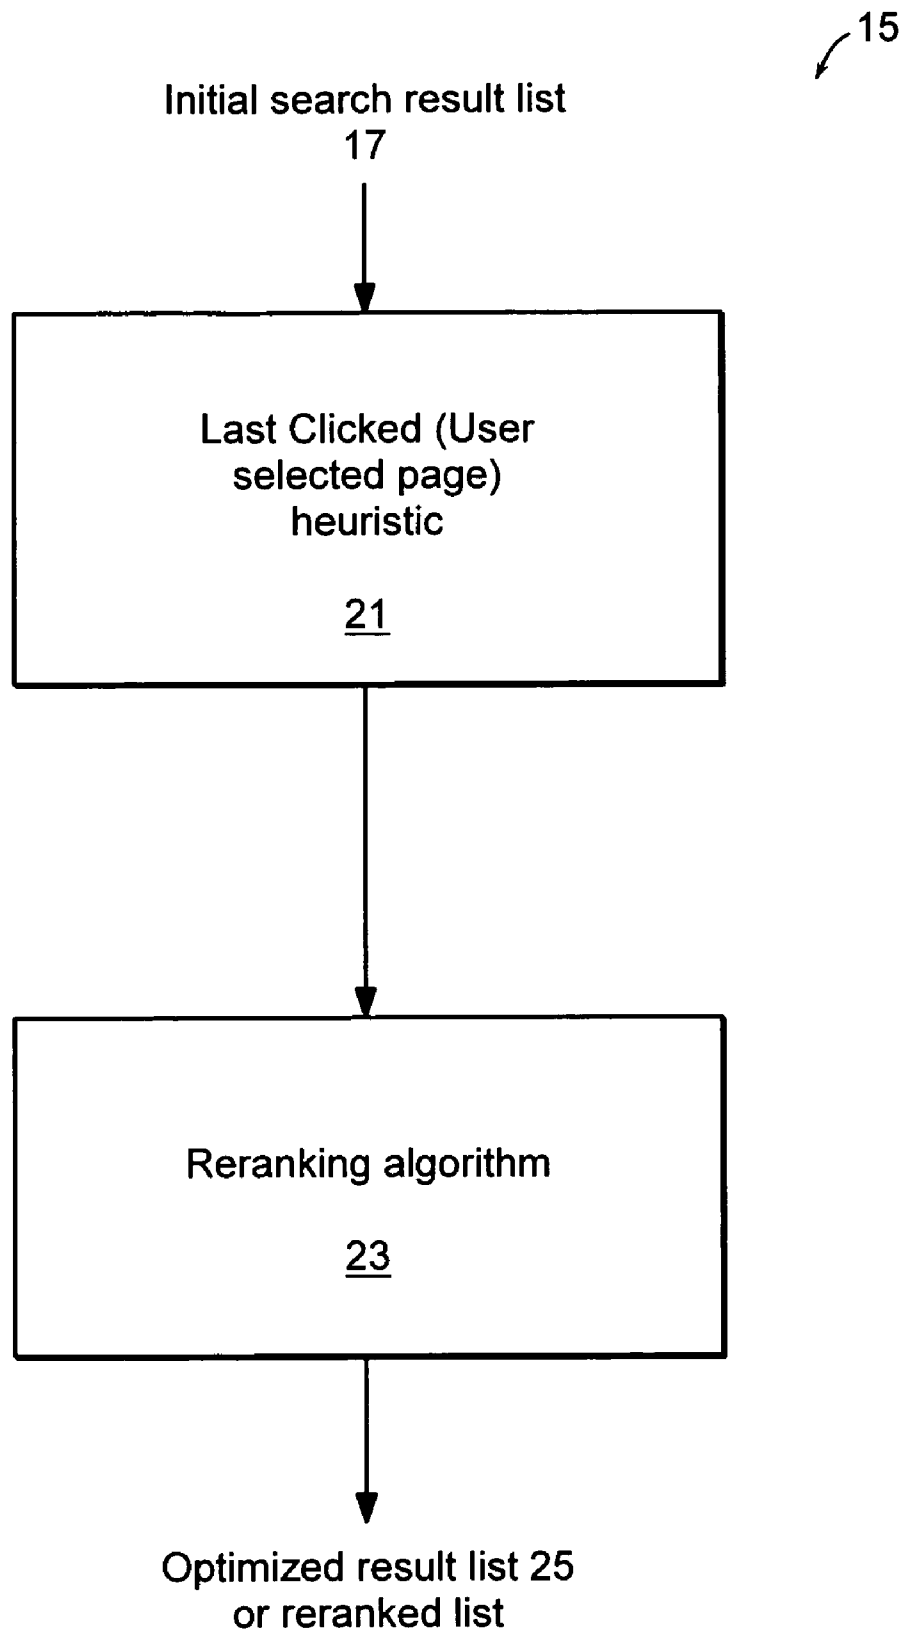 15
Initial search result list
17
Last Clicked (User
selected page)
heuristic
21
Reranking algorithm
23
Optimized result list 25
or reranked list